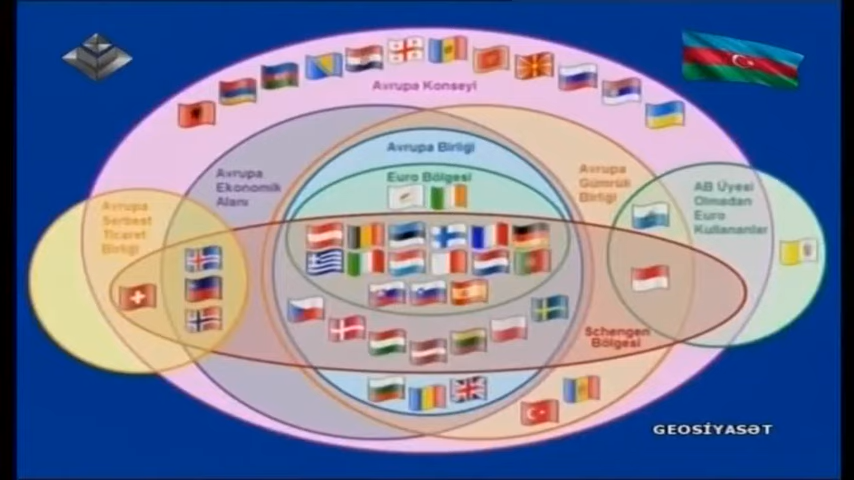 Avrupa Konseyi
Avrupa Birliği
Euro Bölgesi
Avrupa
Ekonomik
Alanı
Avrupa
Gümrük
Birliği
AB Üyesi
Olmadan
Euro
Kullananlar
Avrupa
Serbest
Ticaret
Birliği
Schengen
Bölgesi
GEOSİYASƏT